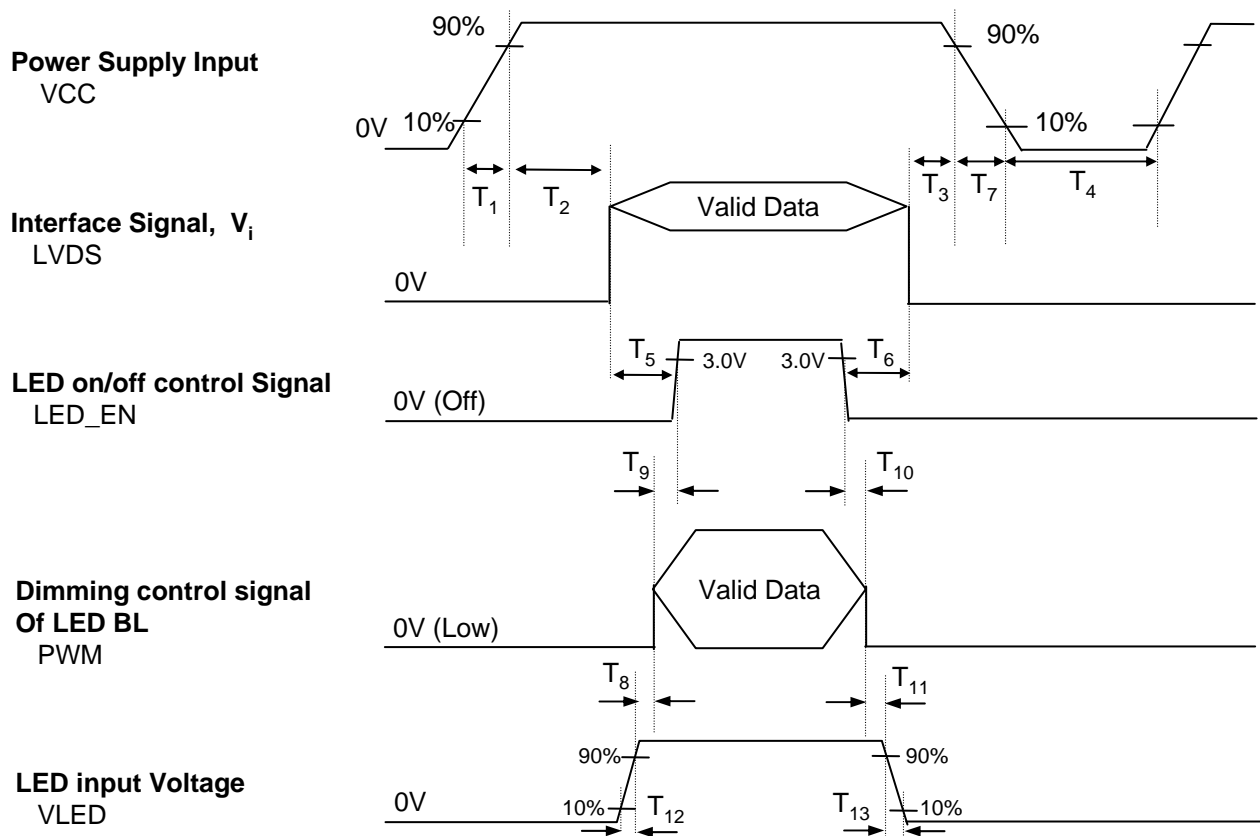 Power Supply Input
VCC
0V
10%
90%
90%
10%
T1
T2
T3
T7
T4
Interface Signal, Vi
LVDS
0V
Valid Data
LED on/off control Signal
LED_EN
0V (Off)
T5
3.0V
3.0V
T6
T9
T10
Dimming control signal
Of LED BL
PWM
0V (Low)
Valid Data
T8
T11
LED input Voltage
VLED
0V
90%
10%
T12
90%
T13
10%